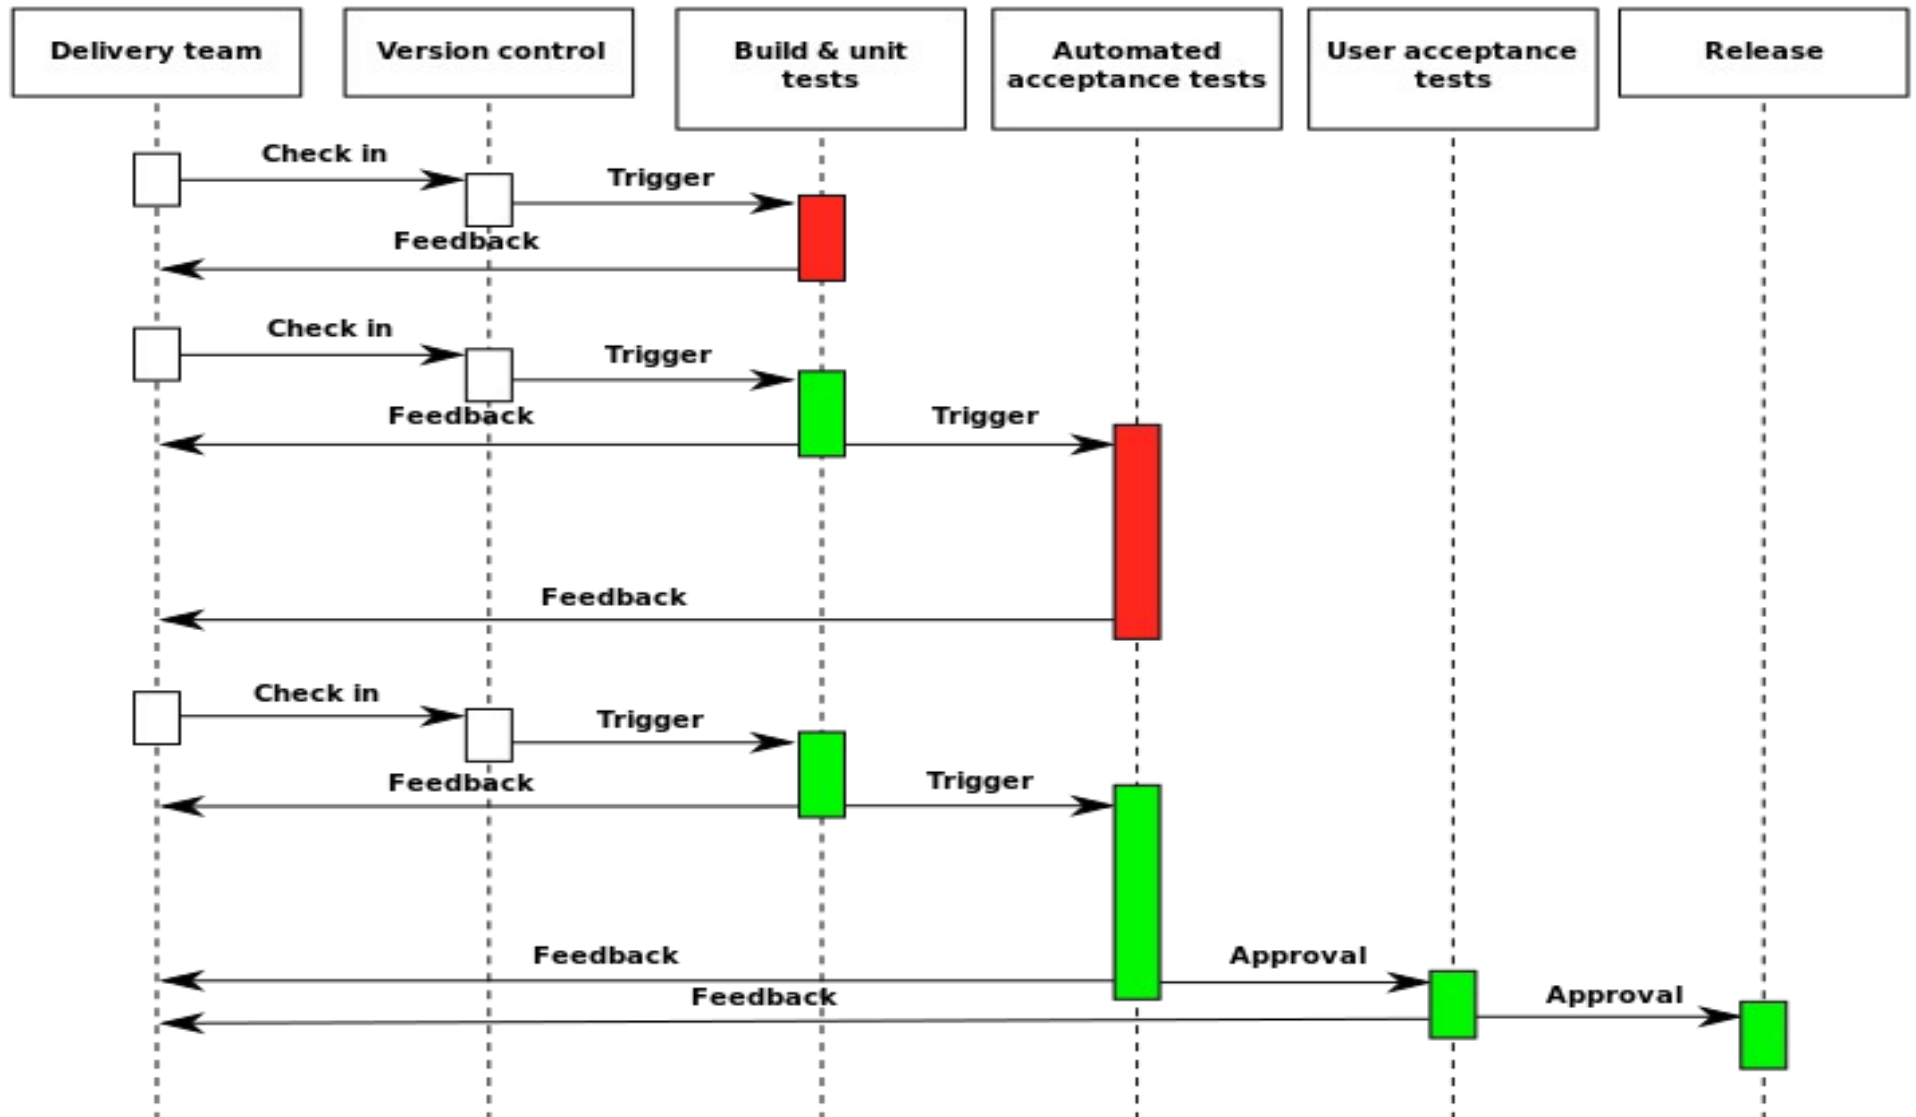 Delivery team
Version control
Build & unit
tests
Automated
acceptance tests
User acceptance
tests
Release
Check in
Trigger
Feedback
Check in
Trigger
Feedback
Trigger
Feedback
Check in
Trigger
Feedback
Trigger
Feedback
Approval
Feedback
Approval